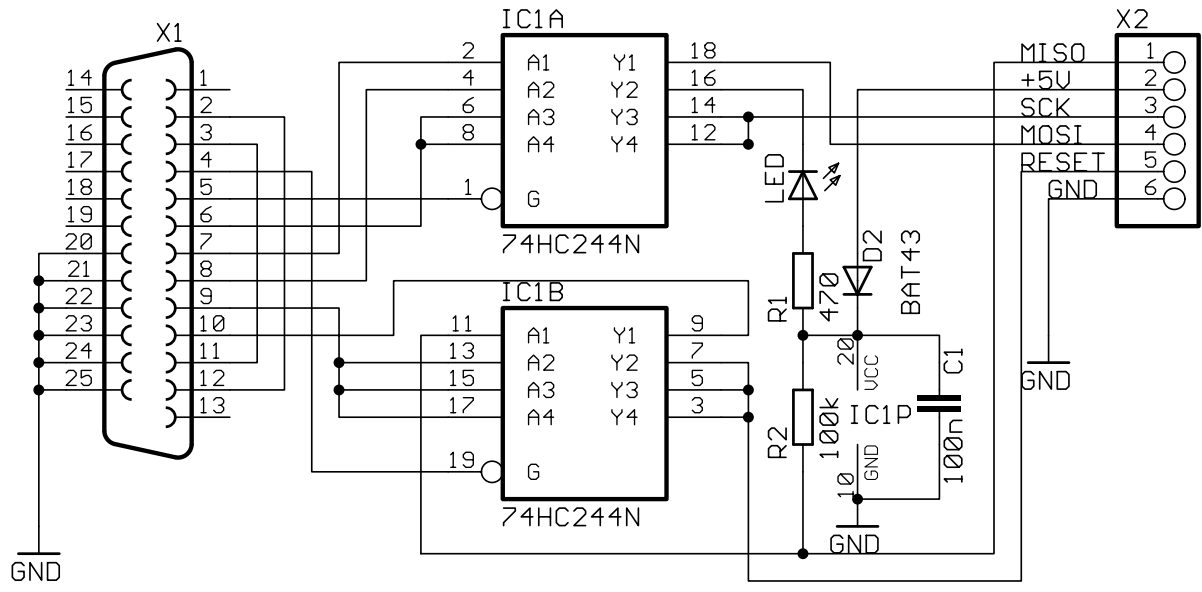 X1
IC1A
X2
14
15
16
17
18
19
20
21
22
23
24
25
1
2
3
4
5
6
7
8
9
10
11
12
13
2
4
6
8
1
A1
A2
A3
A4
G
Y1
Y2
Y3
Y4
18
16
14
12
74HC244N
MISO
+5V
SCK
MOSI
RESET
GND
1
2
3
4
5
6
LED
D2
BAT43
R1
470
IC1B
11
13
15
17
19
A1
A2
A3
A4
G
Y1
Y2
Y3
Y4
9
7
5
3
74HC244N
20
VCC
C1
GND
R2
100k
IC1P
100n
10
GND
GND
GND